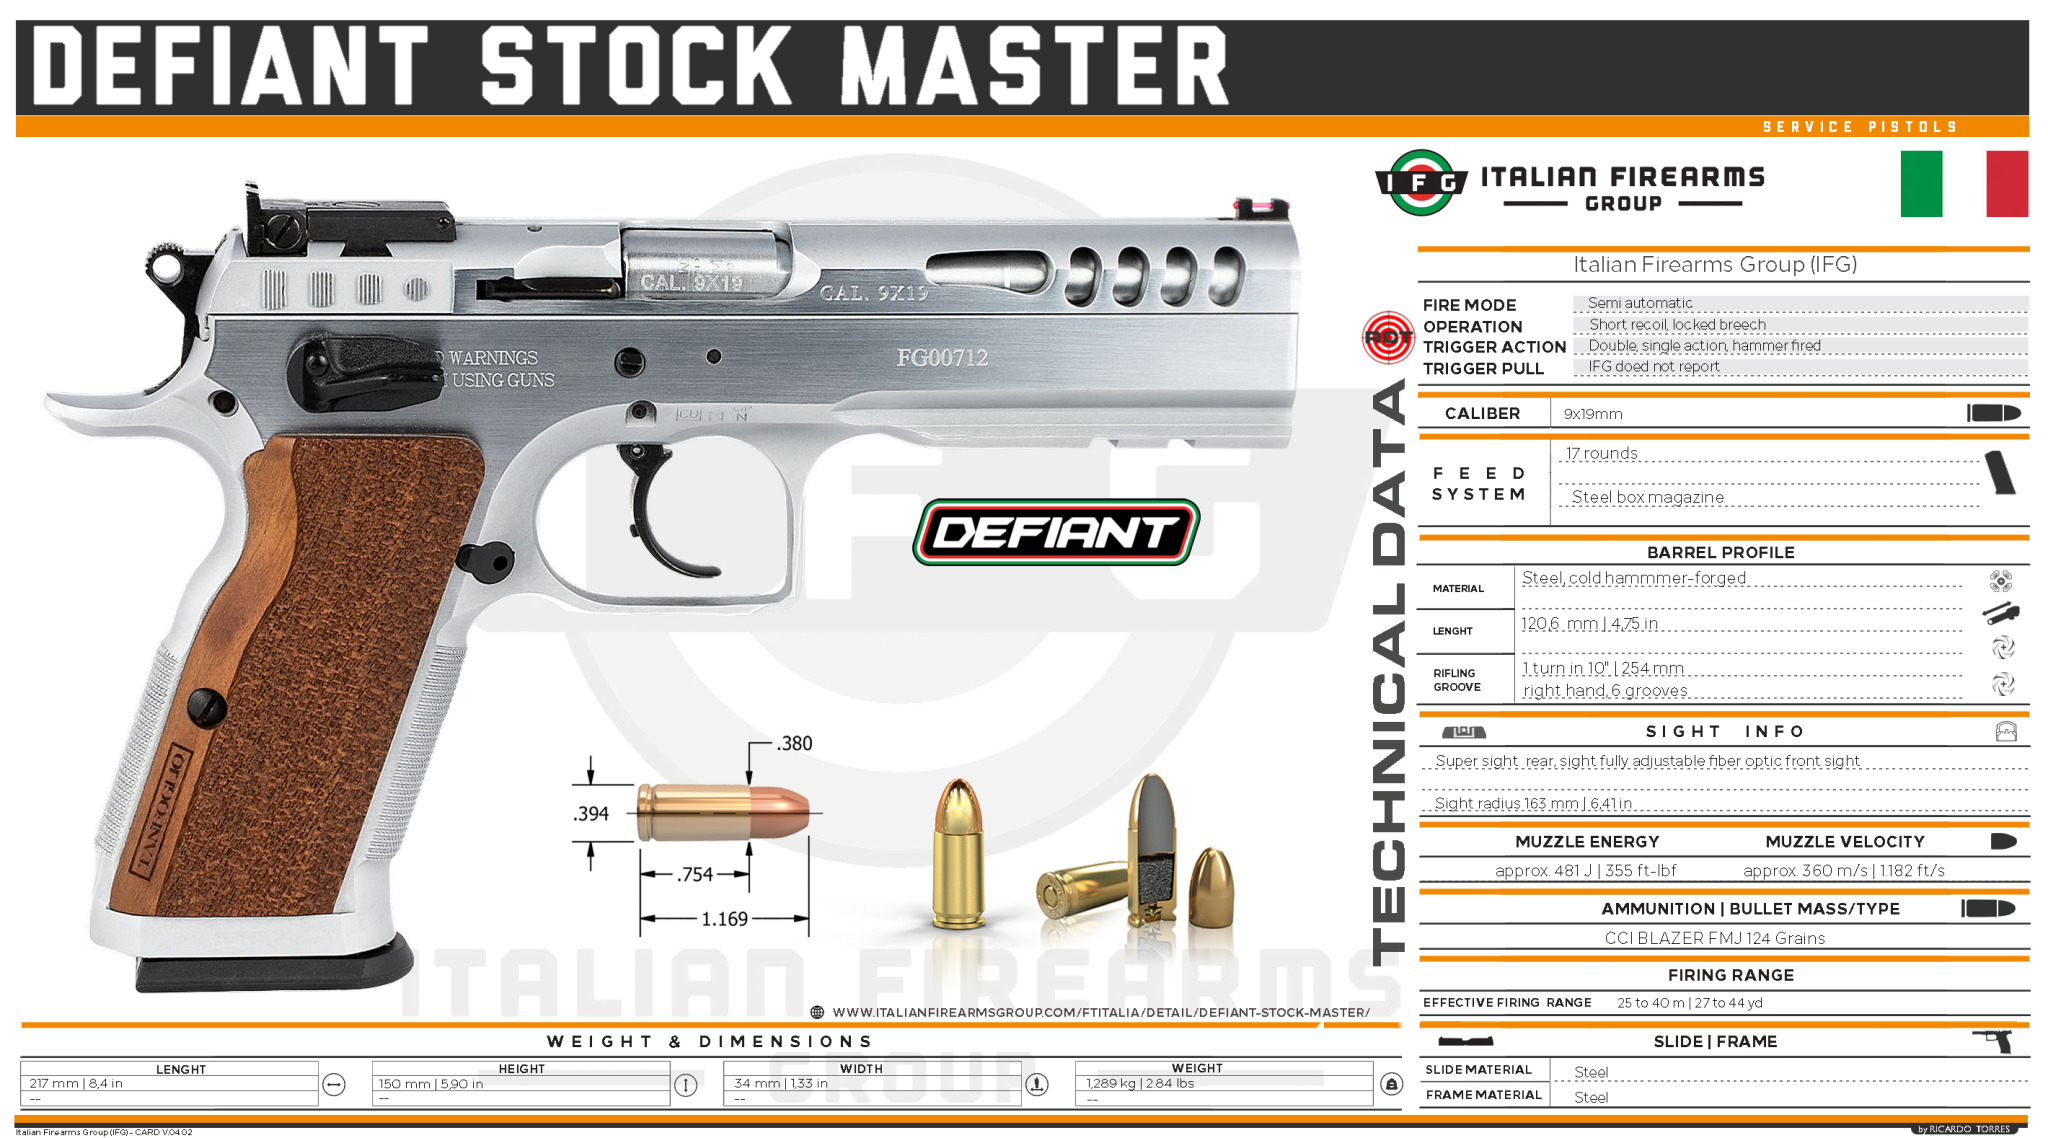 DEFIANT STOCK MASTER
SERVICE PISTOLS
IFG
ITALIAN FIREARMS
GROUP
Italian Firearms Group (IFG)
FIRE MODE Semi automatic
OPERATION Short recoil, locked breech
TRIGGER ACTION Double, single action, hammer fired
TRIGGER PULL IFG doed not report
RDT
TECHNICAL DATA
CAL. 9X19
CAL. 9X19
FG00712
WARNINGS
USING GUNS
DEFIANT
TANFOGLIO
CALIBER 9x19mm
FEED SYSTEM
17 rounds
Steel box magazine
BARREL PROFILE
MATERIAL Steel, cold hammmer-forged
LENGHT 120,6 mm | 4,75 in
RIFLING GROOVE
1 turn in 10" | 254 mm
right hand, 6 grooves
SIGHT INFO
Super sight rear, sight fully adjustable fiber optic front sight
Sight radius 163 mm | 6,41 in
MUZZLE ENERGY MUZZLE VELOCITY
approx. 481 J | 355 ft-lbf approx. 360 m/s | 1.182 ft/s
AMMUNITION | BULLET MASS/TYPE
CCI BLAZER FMJ 124 Grains
FIRING RANGE
EFFECTIVE FIRING RANGE 25 to 40 m | 27 to 44 yd
SLIDE | FRAME
SLIDE MATERIAL Steel
FRAME MATERIAL Steel
.380
.394
.754
1.169
IFG
ITALIAN FIREARMS
GROUP
WWW.ITALIANFIREARMSGROUP.COM/FTITALIA/DETAIL/DEFIANT-STOCK-MASTER/
WEIGHT & DIMENSIONS
LENGHT HEIGHT WIDTH WEIGHT
217 mm | 8,4 in 150 mm | 5,90 in 34 mm | 1,33 in 1,289 kg | 2.84 lbs
-- -- -- --
Italian Firearms Group (IFG) - CARD V.04.02
by RICARDO TORRES